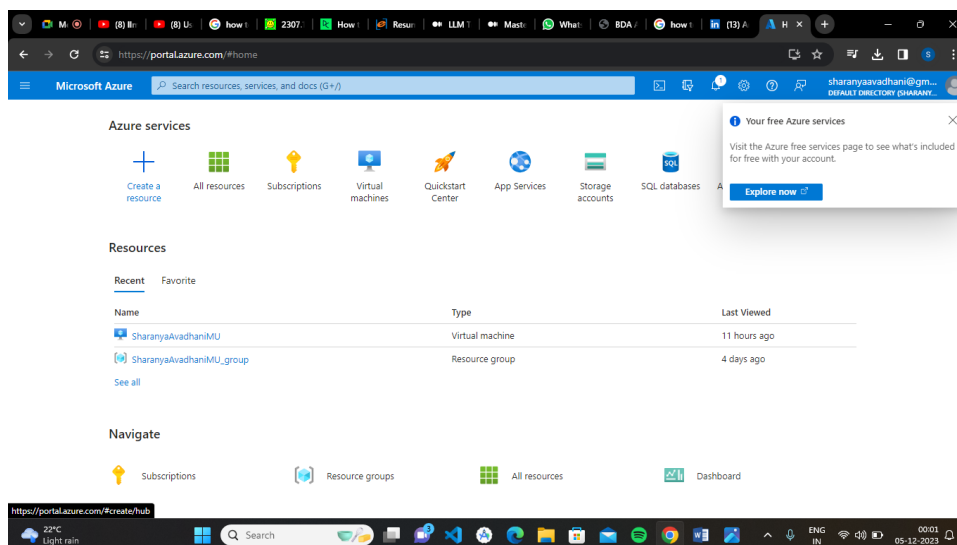 M
(8) Iln
(8) Us
how t
2307.
How t
Resun
LLM T
Maste
What
BDA /
how t
(13) A
H
https://portal.azure.com/#home
S
Microsoft Azure
Search resources, services, and docs (G+/)
1
sharanyaavadhani@gm...
DEFAULT DIRECTORY (SHARANY...
Azure services
Your free Azure services
Visit the Azure free services page to see what's included
for free with your account.
Explore now
Create a resource
All resources
Subscriptions
Virtual machines
Quickstart Center
App Services
Storage accounts
SQL
SQL databases
A
Resources
Recent Favorite
Name Type Last Viewed
SharanyaAvadhaniMU Virtual machine 11 hours ago
SharanyaAvadhaniMU_group Resource group 4 days ago
See all
Navigate
Subscriptions Resource groups All resources Dashboard
https://portal.azure.com/#create/hub
22°C
Light rain
Search
ENG
IN
00:01
05-12-2023